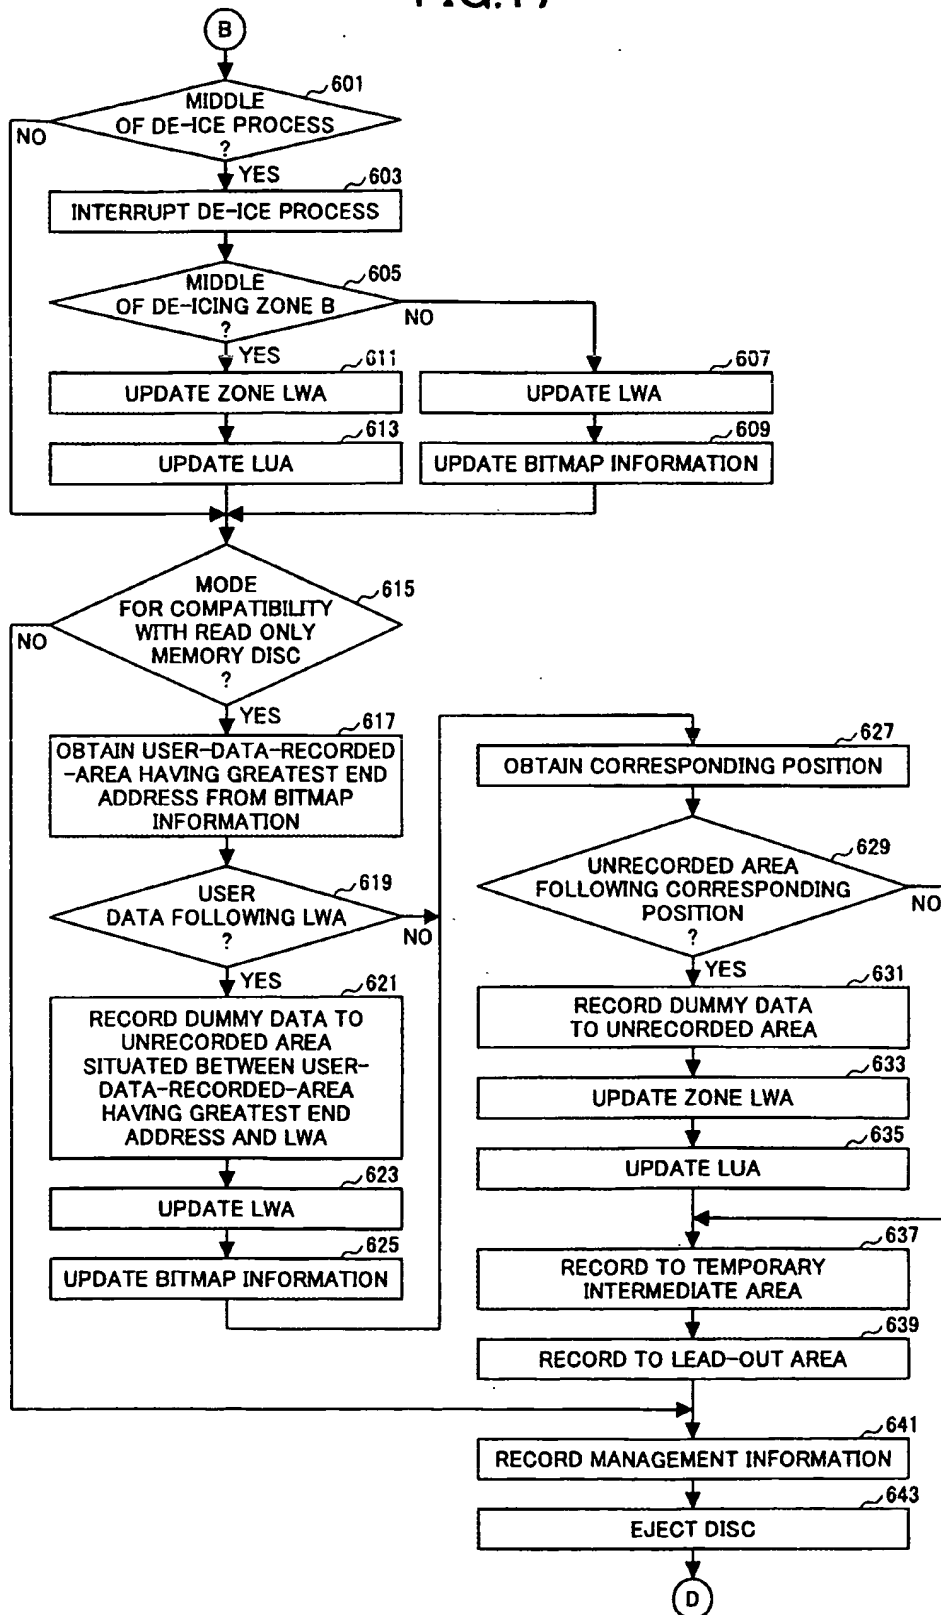 FIG.17
B
601
MIDDLE
OF DE-ICE PROCESS
?
NO
YES
603
INTERRUPT DE-ICE PROCESS
605
MIDDLE
OF DE-ICING ZONE B
?
NO
YES
611
UPDATE ZONE LWA
607
UPDATE LWA
613
UPDATE LUA
609
UPDATE BITMAP INFORMATION
615
MODE
FOR COMPATIBILITY
WITH READ ONLY
MEMORY DISC
?
NO
YES
617
OBTAIN USER-DATA-RECORDED
-AREA HAVING GREATEST END
ADDRESS FROM BITMAP
INFORMATION
619
USER
DATA FOLLOWING LWA
?
NO
YES
621
RECORD DUMMY DATA TO
UNRECORDED AREA
SITUATED BETWEEN USER-
DATA-RECORDED-AREA
HAVING GREATEST END
ADDRESS AND LWA
623
UPDATE LWA
625
UPDATE BITMAP INFORMATION
627
OBTAIN CORRESPONDING POSITION
629
UNRECORDED AREA
FOLLOWING CORRESPONDING
POSITION
?
NO
YES
631
RECORD DUMMY DATA
TO UNRECORDED AREA
633
UPDATE ZONE LWA
635
UPDATE LUA
637
RECORD TO TEMPORARY
INTERMEDIATE AREA
639
RECORD TO LEAD-OUT AREA
641
RECORD MANAGEMENT INFORMATION
643
EJECT DISC
D